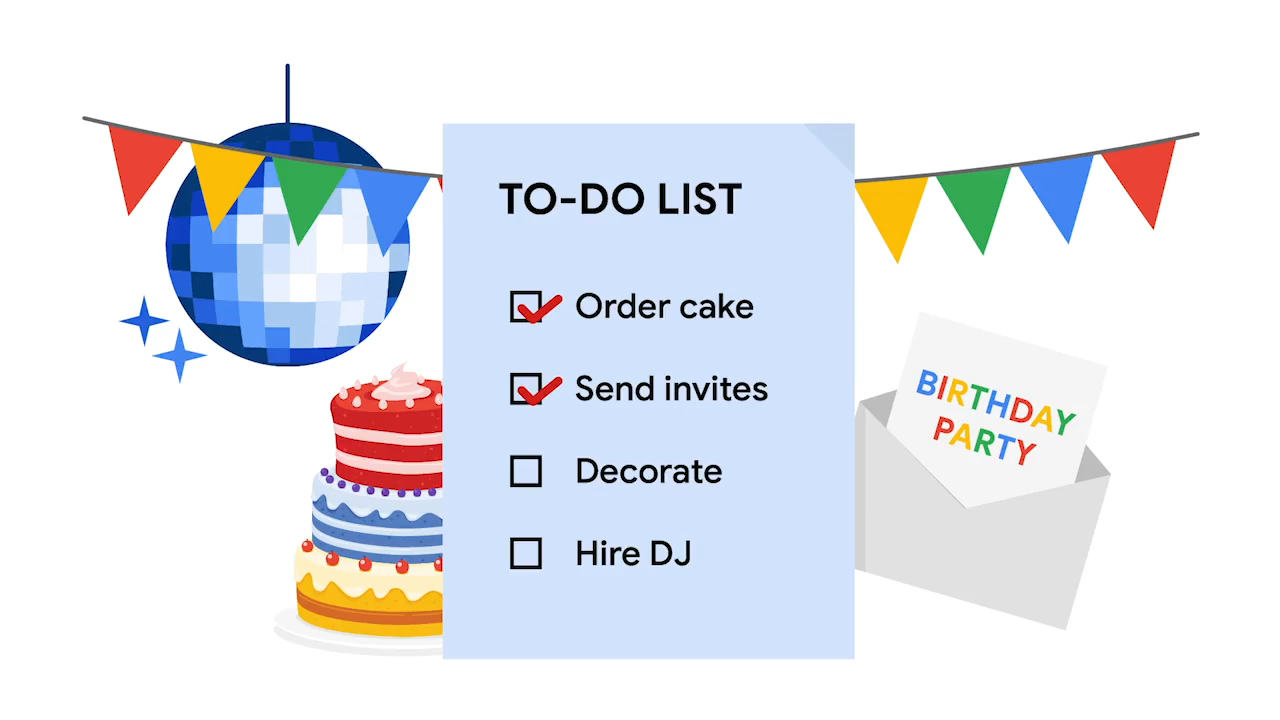 TO-DO LIST
Order cake
Send invites
Decorate
Hire DJ
BIRTHDAY
PARTY